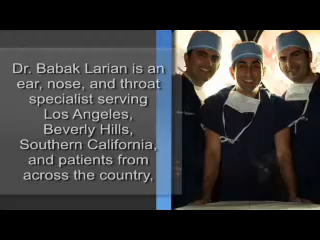 Dr. Babak Larian is an
ear, nose, and throat
specialist serving
Los Angeles,
Beverly Hills,
Southern California,
and patients from
across the country,